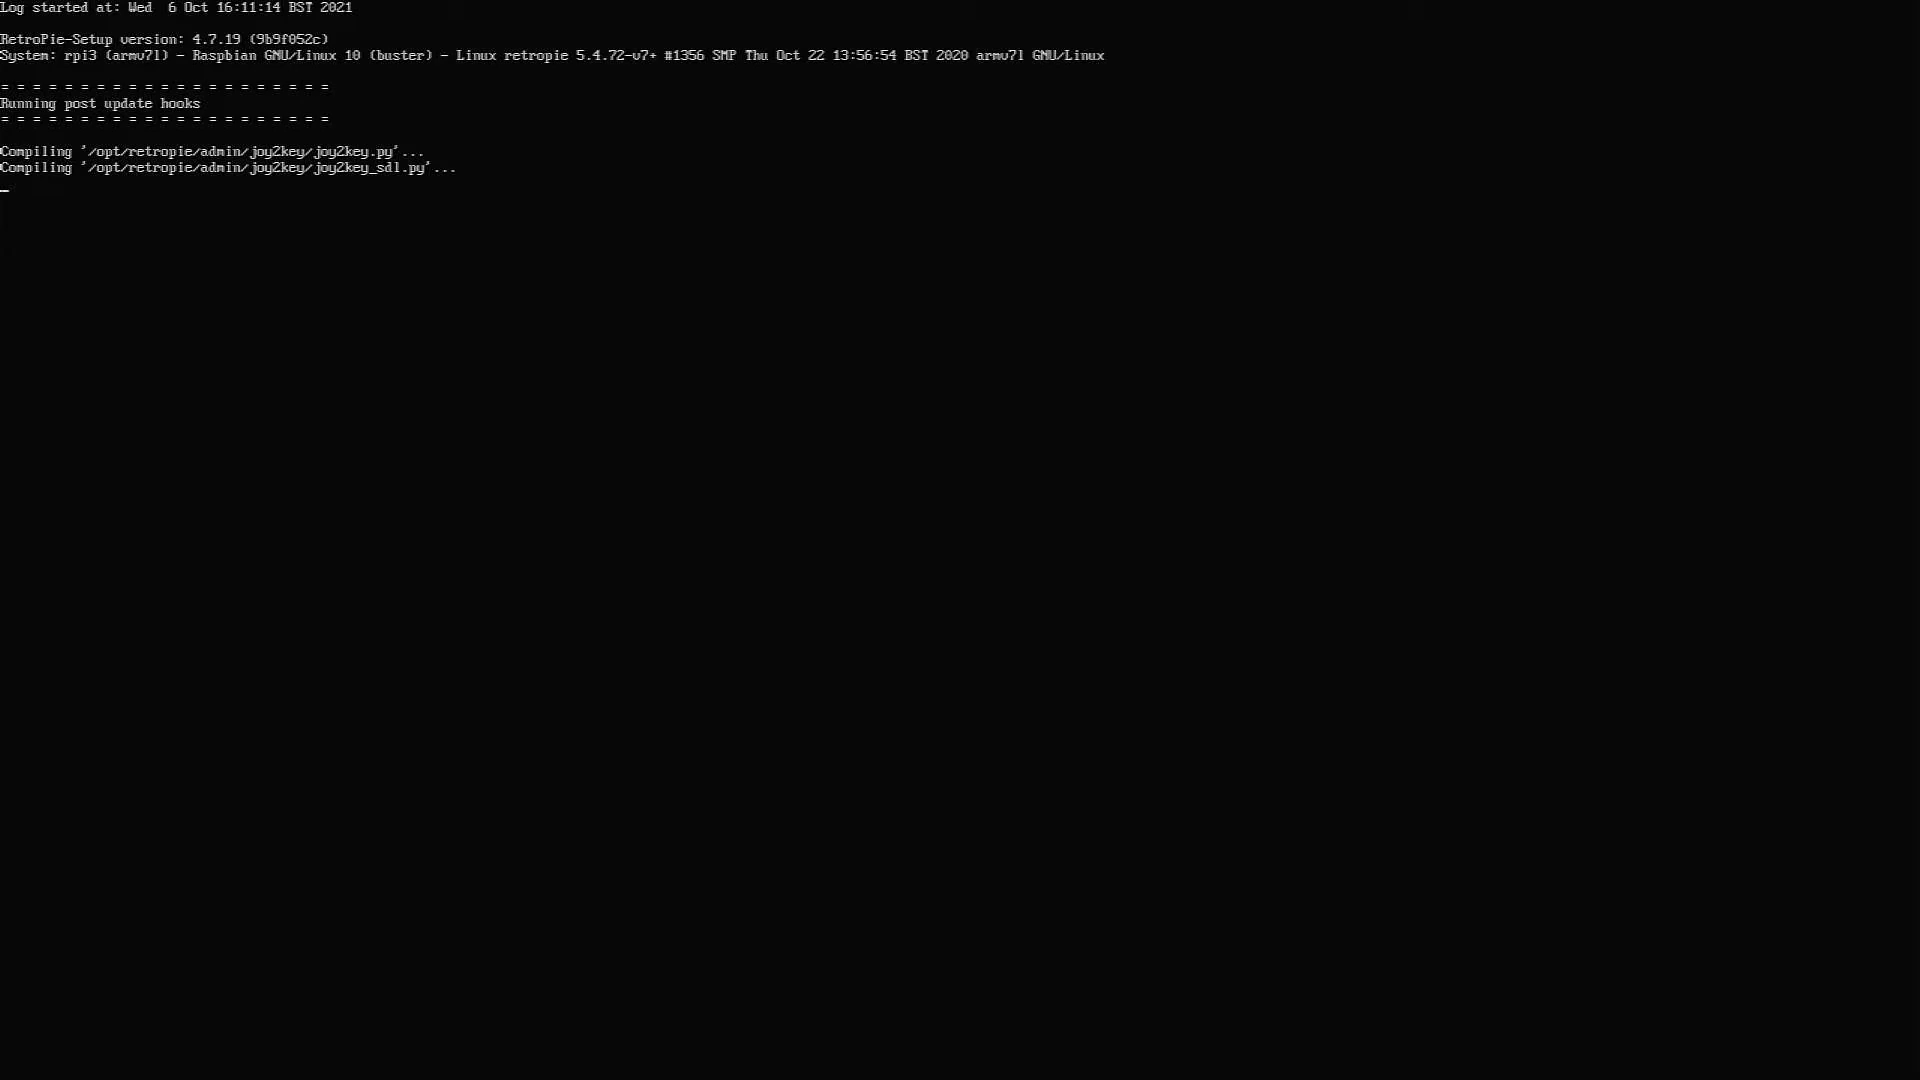 Log started at: Wed  6 Oct 16:11:14 BST 2021
RetroPie-Setup version: 4.7.19 (9b9f052c)
System: rpi3 (armv7l) - Raspbian GNU/Linux 10 (buster) - Linux retropie 5.4.72-v7+ #1356 SMP Thu Oct 22 13:56:54 BST 2020 armv7l GNU/Linux
= = = = = = = = = = = = = = = = = = = = =
Running post update hooks
= = = = = = = = = = = = = = = = = = = = =
Compiling '/opt/retropie/admin/joy2key/joy2key.py'...
Compiling '/opt/retropie/admin/joy2key/joy2key_sdl.py'...